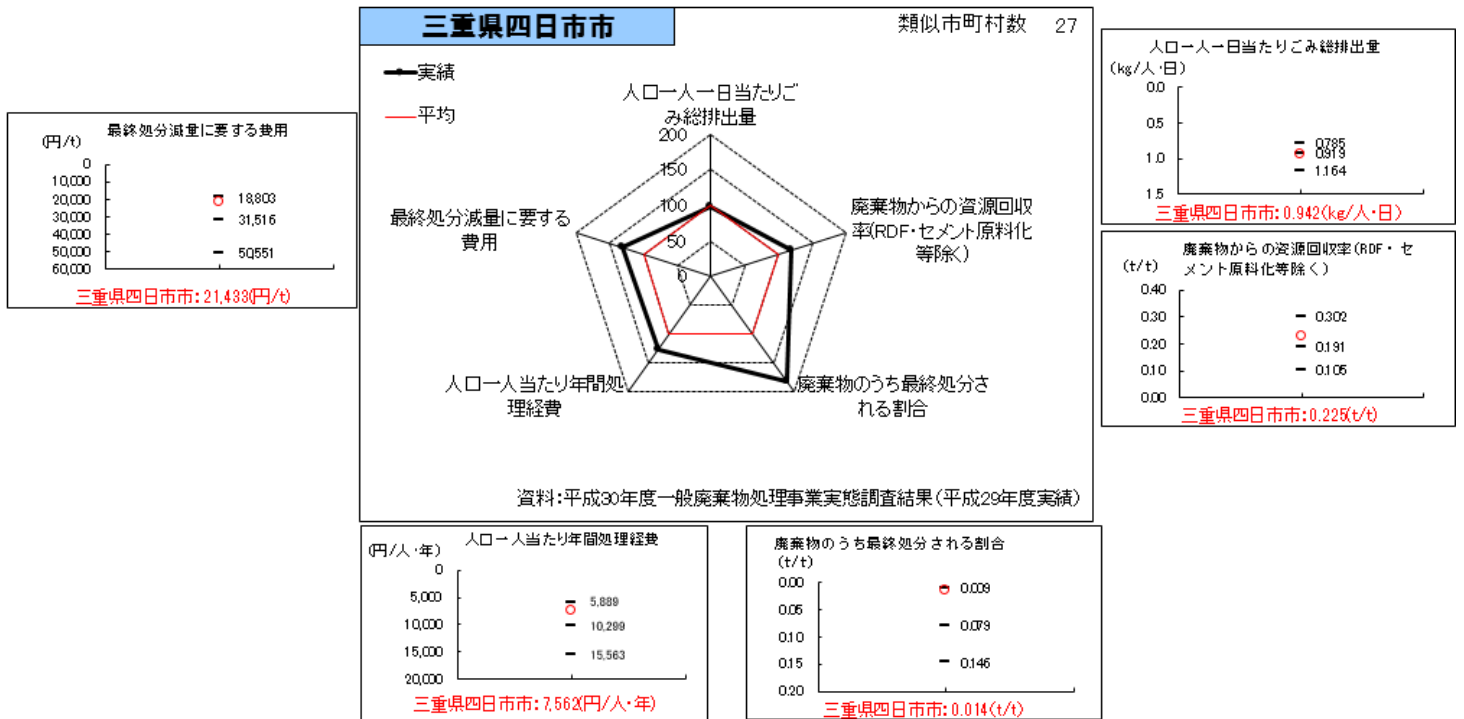 三重県四日市市
類似市町村数 27
実績
平均
人口一人一日当たりご
み総排出量
200
150
100
50
0
廃棄物からの資源回収
率(RDF・セメント原料化
等除く)
廃棄物のうち最終処分さ
れる割合
人口一人当たり年間処
理経費
最終処分減量に要する
費用
資料:平成30年度一般廃棄物処理事業実態調査結果(平成29年度実績)
最終処分減量に要する費用
(円/t)
0
10,000
20,000
30,000
40,000
50,000
60,000
18,803
31,516
50,551
三重県四日市市:21,433(円/t)
人口一人一日当たりごみ総排出量
(kg/人・日)
0.0
0.5
1.0
1.5
0.785
0.919
1.164
三重県四日市市:0.942(kg/人・日)
廃棄物からの資源回収率(RDF・セ
メント原料化等除く)
(t/t)
0.40
0.30
0.20
0.10
0.00
0.302
0.191
0.105
三重県四日市市:0.225(t/t)
人口一人当たり年間処理経費
(円/人・年)
0
5,000
10,000
15,000
20,000
5,889
10,299
15,563
三重県四日市市:7,562(円/人・年)
廃棄物のうち最終処分される割合
(t/t)
0.00
0.05
0.10
0.15
0.20
0.009
0.079
0.146
三重県四日市市:0.014(t/t)